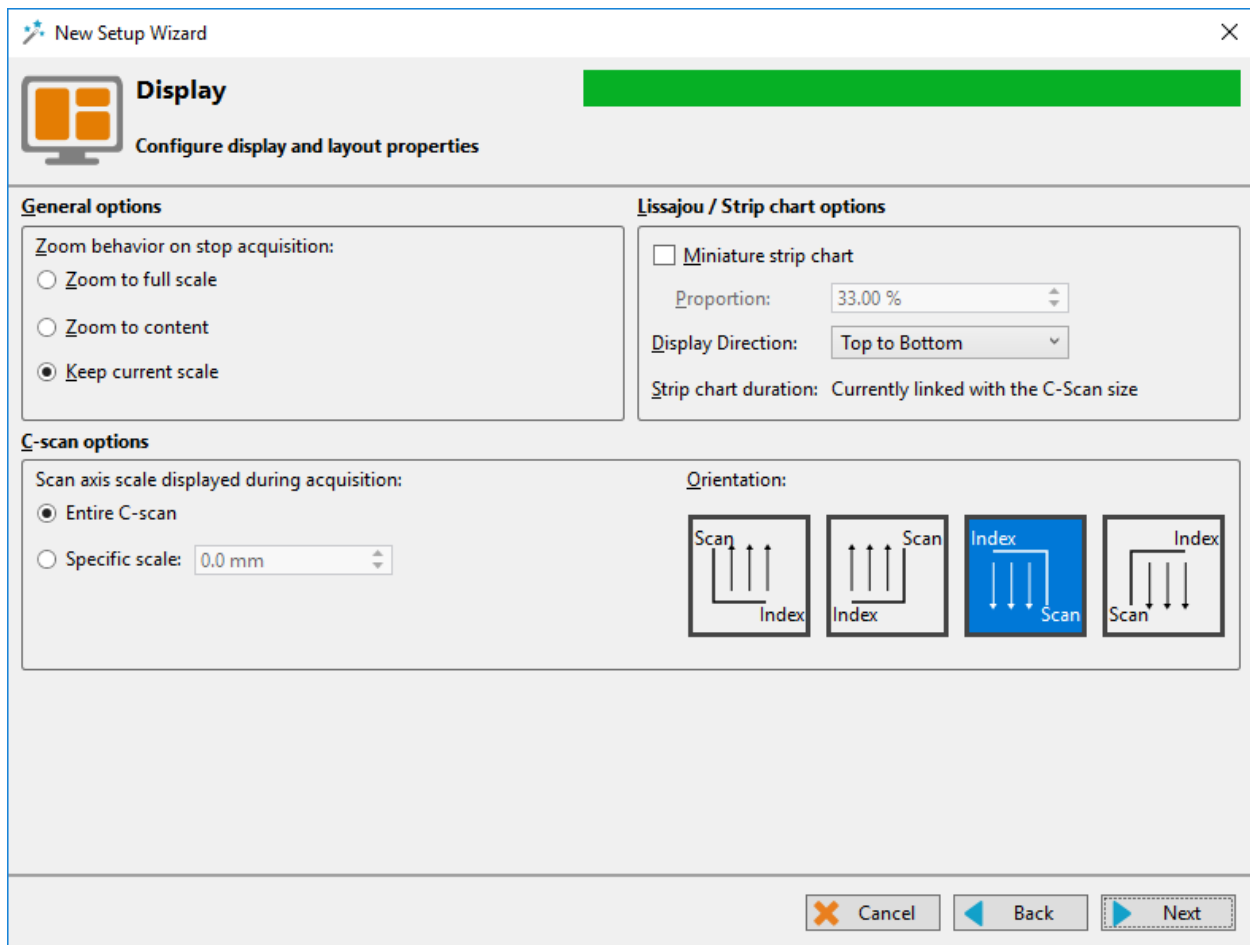 New Setup Wizard
Display
Configure display and layout properties
General options
Zoom behavior on stop acquisition:
Zoom to full scale
Zoom to content
Keep current scale
Lissajou / Strip chart options
Miniature strip chart
Proportion: 33.00 %
Display Direction: Top to Bottom
Strip chart duration: Currently linked with the C-Scan size
C-scan options
Scan axis scale displayed during acquisition:
Entire C-scan
Specific scale: 0.0 mm
Orientation:
Scan
Index
Scan
Index
Index
Scan
Index
Scan
Cancel
Back
Next